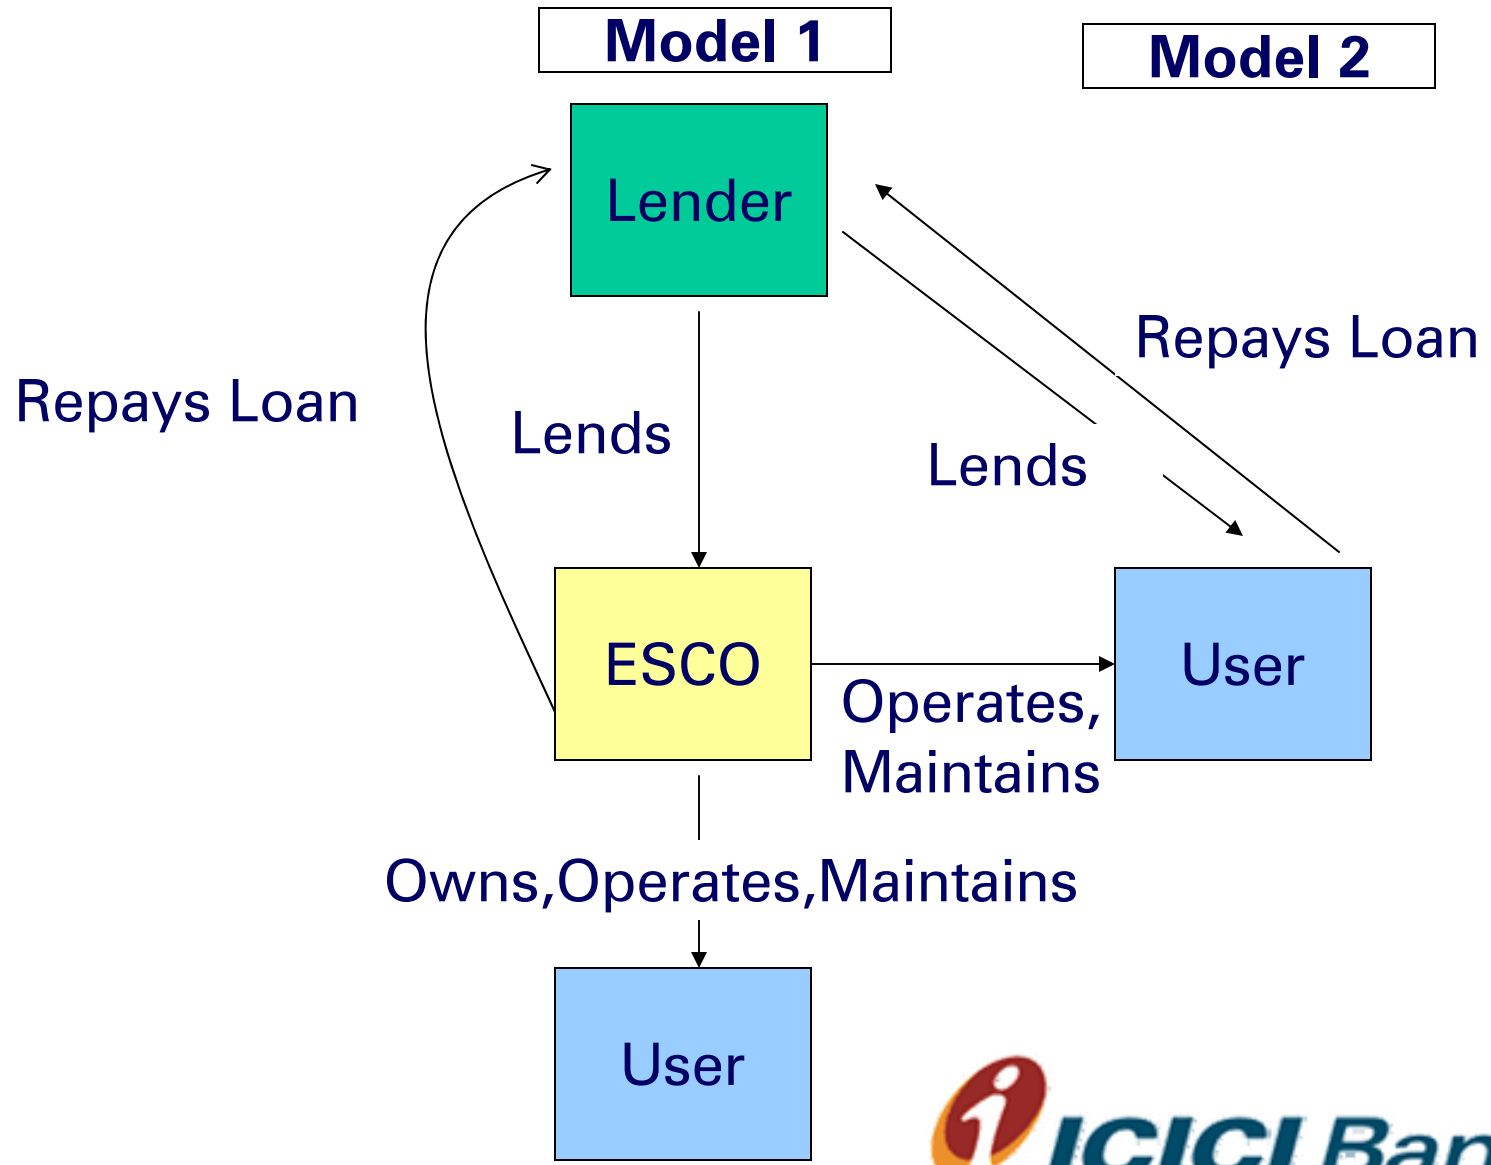 Model 1
Model 2
Lender
Repays Loan
Repays Loan
Lends
Lends
ESCO
User
Operates,
Maintains
Owns,Operates,Maintains
User
ICICI